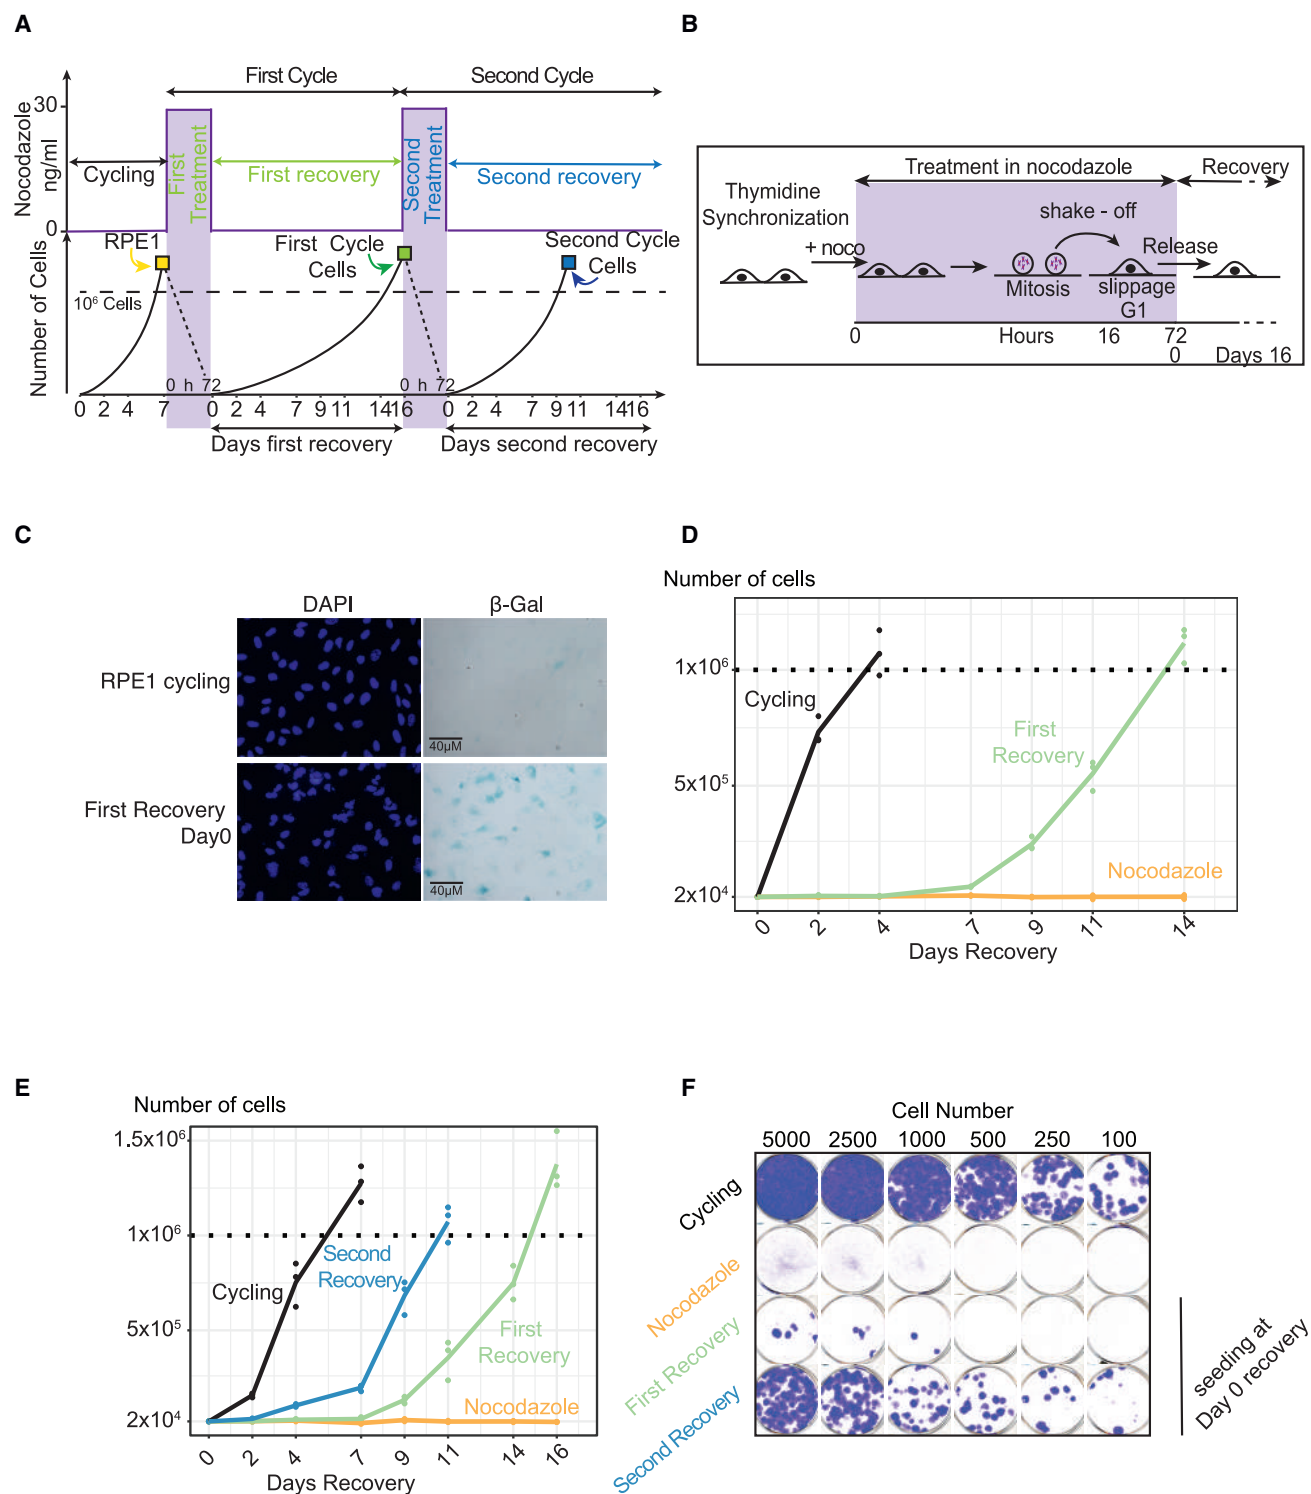 A
First Cycle
Second Cycle
Nocodazole
ng/ml
30
0
Cycling
First
Treatment
First recovery
Second
Treatment
Second recovery
Number of Cells
RPE1
First Cycle
Cells
Second Cycle
Cells
10⁶ Cells
0 h 72
0 h 72
0 2 4 7 0 2 4 7 9 11 14 16 0 2 4 7 9 11 14 16
Days first recovery
Days second recovery
B
Treatment in nocodazole
Recovery
Thymidine
Synchronization
+ noco
shake - off
Release
Mitosis
slippage
G1
0 Hours 16 72
0 Days 16
C
DAPI β-Gal
RPE1 cycling
40µM
First Recovery
Day0
40µM
D
Number of cells
1x10⁶
5x10⁵
2x10⁴
Cycling
First
Recovery
Nocodazole
0 2 4 7 9 11 14
Days Recovery
E
Number of cells
1.5x10⁶
1x10⁶
5x10⁵
2x10⁴
Cycling
Second
Recovery
First
Recovery
Nocodazole
0 2 4 7 9 11 14 16
Days Recovery
F
Cell Number
5000 2500 1000 500 250 100
Cycling
Nocodazole
First Recovery
Second Recovery
seeding at
Day 0 recovery